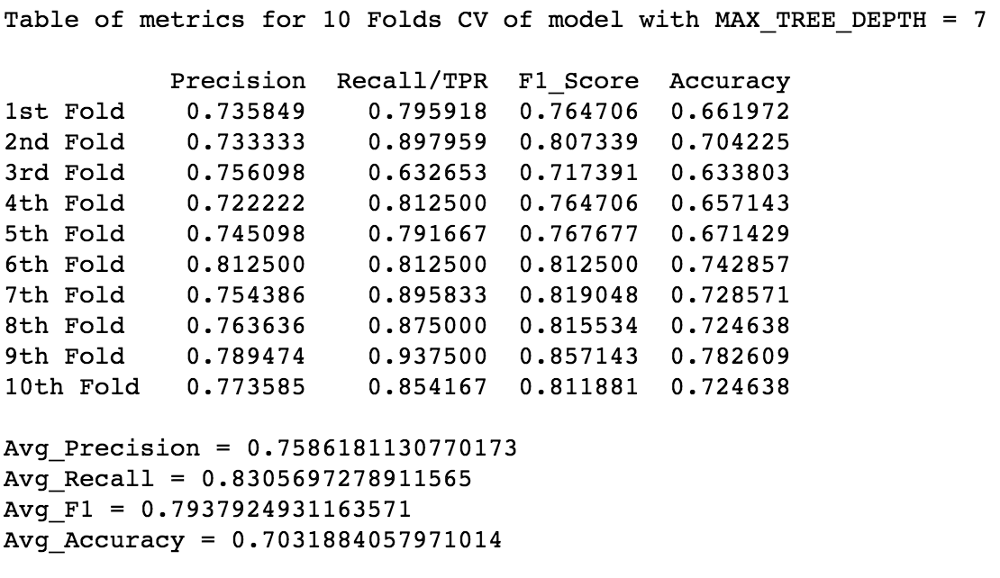 Table of metrics for 10 Folds CV of model with MAX_TREE_DEPTH = 7
Precision Recall/TPR F1_Score Accuracy
1st Fold 0.735849 0.795918 0.764706 0.661972
2nd Fold 0.733333 0.897959 0.807339 0.704225
3rd Fold 0.756098 0.632653 0.717391 0.633803
4th Fold 0.722222 0.812500 0.764706 0.657143
5th Fold 0.745098 0.791667 0.767677 0.671429
6th Fold 0.812500 0.812500 0.812500 0.742857
7th Fold 0.754386 0.895833 0.819048 0.728571
8th Fold 0.763636 0.875000 0.815534 0.724638
9th Fold 0.789474 0.937500 0.857143 0.782609
10th Fold 0.773585 0.854167 0.811881 0.724638
Avg_Precision = 0.7586181130770173
Avg_Recall = 0.8305697278911565
Avg_F1 = 0.7937924931163571
Avg_Accuracy = 0.7031884057971014